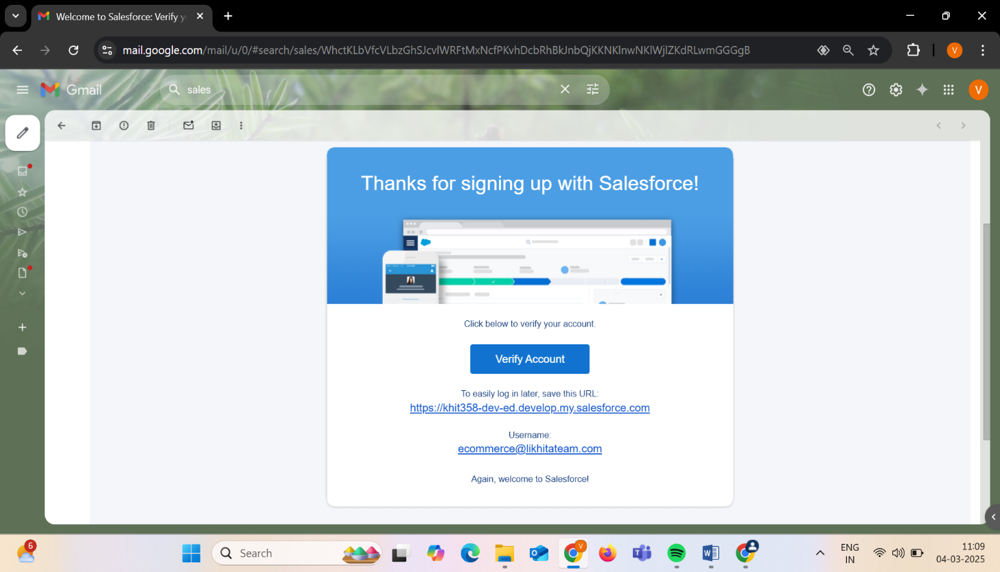 Welcome to Salesforce: Verify y
mail.google.com/mail/u/0/#search/sales/WhctKLbVfcVLbzGhSJcvlWRFtMxNcfPKvhDcbRhBkJnbQjKKNKlnwNKlWjlZKdRLwmGGGgB
V
Gmail
sales
V
Thanks for signing up with Salesforce!
Click below to verify your account.
Verify Account
To easily log in later, save this URL:
https://khit358-dev-ed.develop.my.salesforce.com
Username:
ecommerce@likhitateam.com
Again, welcome to Salesforce!
6
Search
V
ENG
IN
11:09
04-03-2025